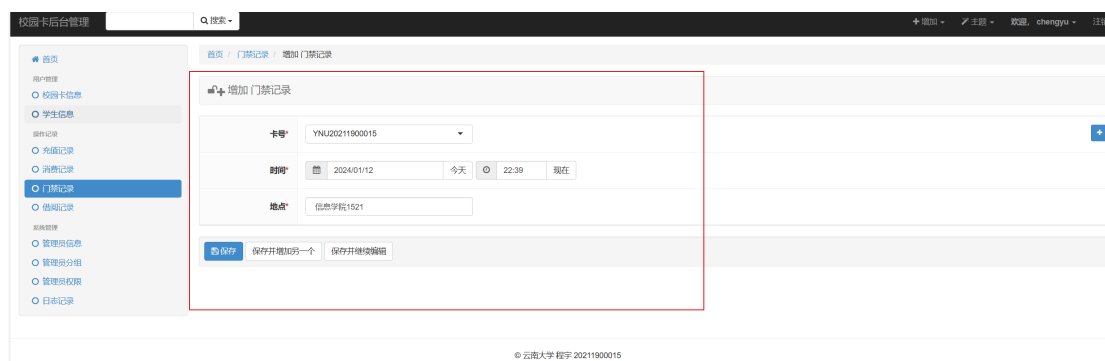 校园卡后台管理 搜索 增加 主题 欢迎, chengyu
首页 首页 / 门禁记录 / 增加 门禁记录
用户管理
校园卡信息
学生信息
操作记录
充值记录
消费记录
门禁记录
借阅记录
系统管理
管理员信息
管理员分组
管理员权限
日志记录
增加 门禁记录
卡号* YNU20211900015
时间* 2024/01/12 今天 22:39 现在
地点* 信息学院1521
保存 保存并增加另一个 保存并继续编辑
© 云南大学 程宇 20211900015